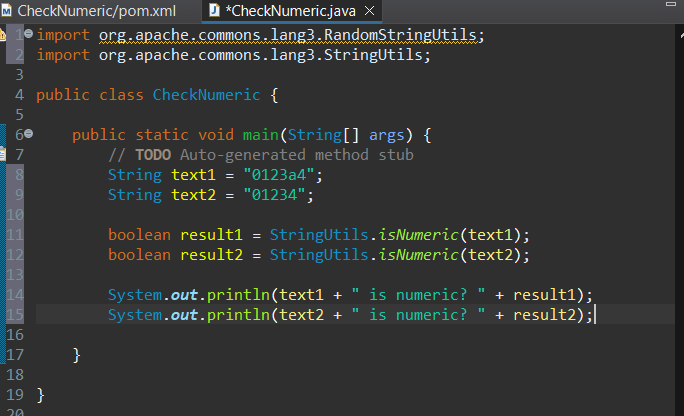 CheckNumeric/pom.xml *CheckNumeric.java
1 import org.apache.commons.lang3.RandomStringUtils;
2 import org.apache.commons.lang3.StringUtils;
3
4 public class CheckNumeric {
5
6 public static void main(String[] args) {
7 // TODO Auto-generated method stub
8 String text1 = "0123a4";
9 String text2 = "01234";
10
11 boolean result1 = StringUtils.isNumeric(text1);
12 boolean result2 = StringUtils.isNumeric(text2);
13
14 System.out.println(text1 + " is numeric? " + result1);
15 System.out.println(text2 + " is numeric? " + result2);
16
17 }
18
19 }
20